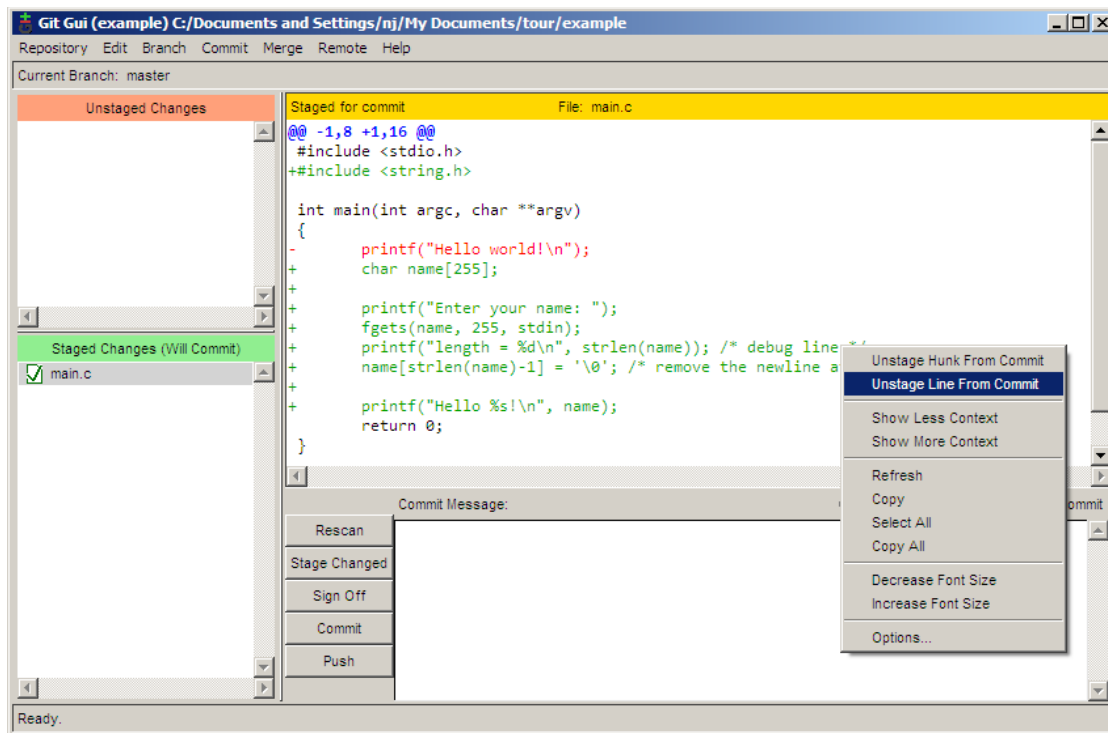 Git Gui (example) C:/Documents and Settings/nj/My Documents/tour/example
Repository Edit Branch Commit Merge Remote Help
Current Branch: master
Unstaged Changes
Staged Changes (Will Commit)
main.c
Staged for commit File: main.c
@@ -1,8 +1,16 @@
 #include <stdio.h>
+#include <string.h>
 int main(int argc, char **argv)
 {
-       printf("Hello world!\n");
+       char name[255];
+
+       printf("Enter your name: ");
+       fgets(name, 255, stdin);
+       printf("length = %d\n", strlen(name)); /* debug line */
+       name[strlen(name)-1] = '\0'; /* remove the newline a
+
+       printf("Hello %s!\n", name);
        return 0;
 }
Unstage Hunk From Commit
Unstage Line From Commit
Show Less Context
Show More Context
Refresh
Copy
Select All
Copy All
Decrease Font Size
Increase Font Size
Options...
Commit Message:
ommit
Rescan
Stage Changed
Sign Off
Commit
Push
Ready.